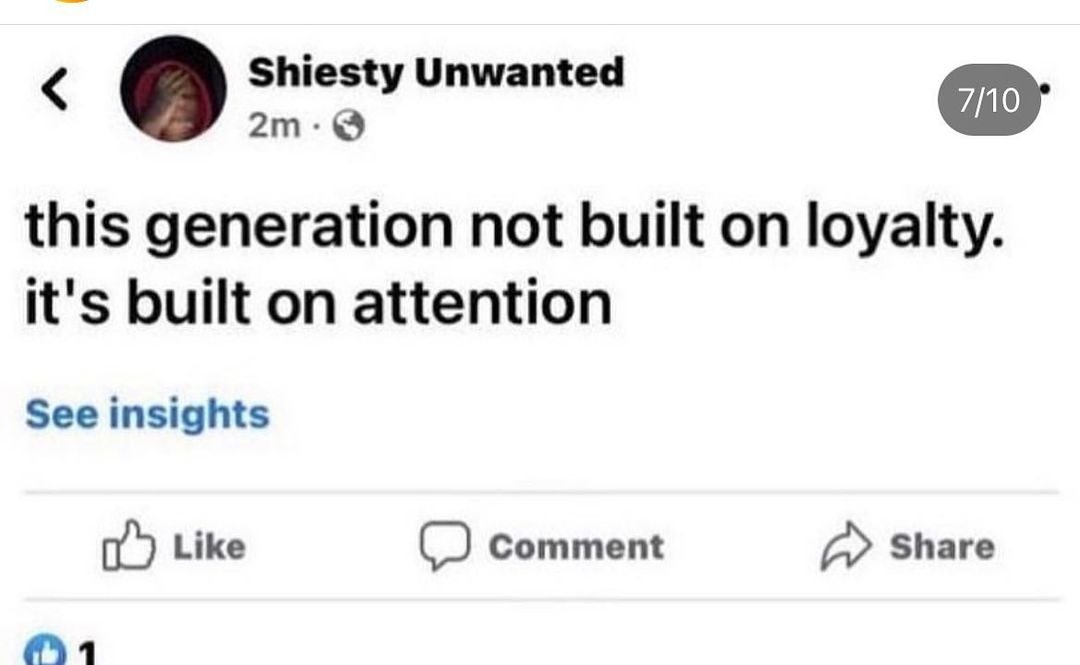 Shiesty Unwanted
7/10
2m ·
this generation not built on loyalty.
it's built on attention
See insights
Like Comment Share
1